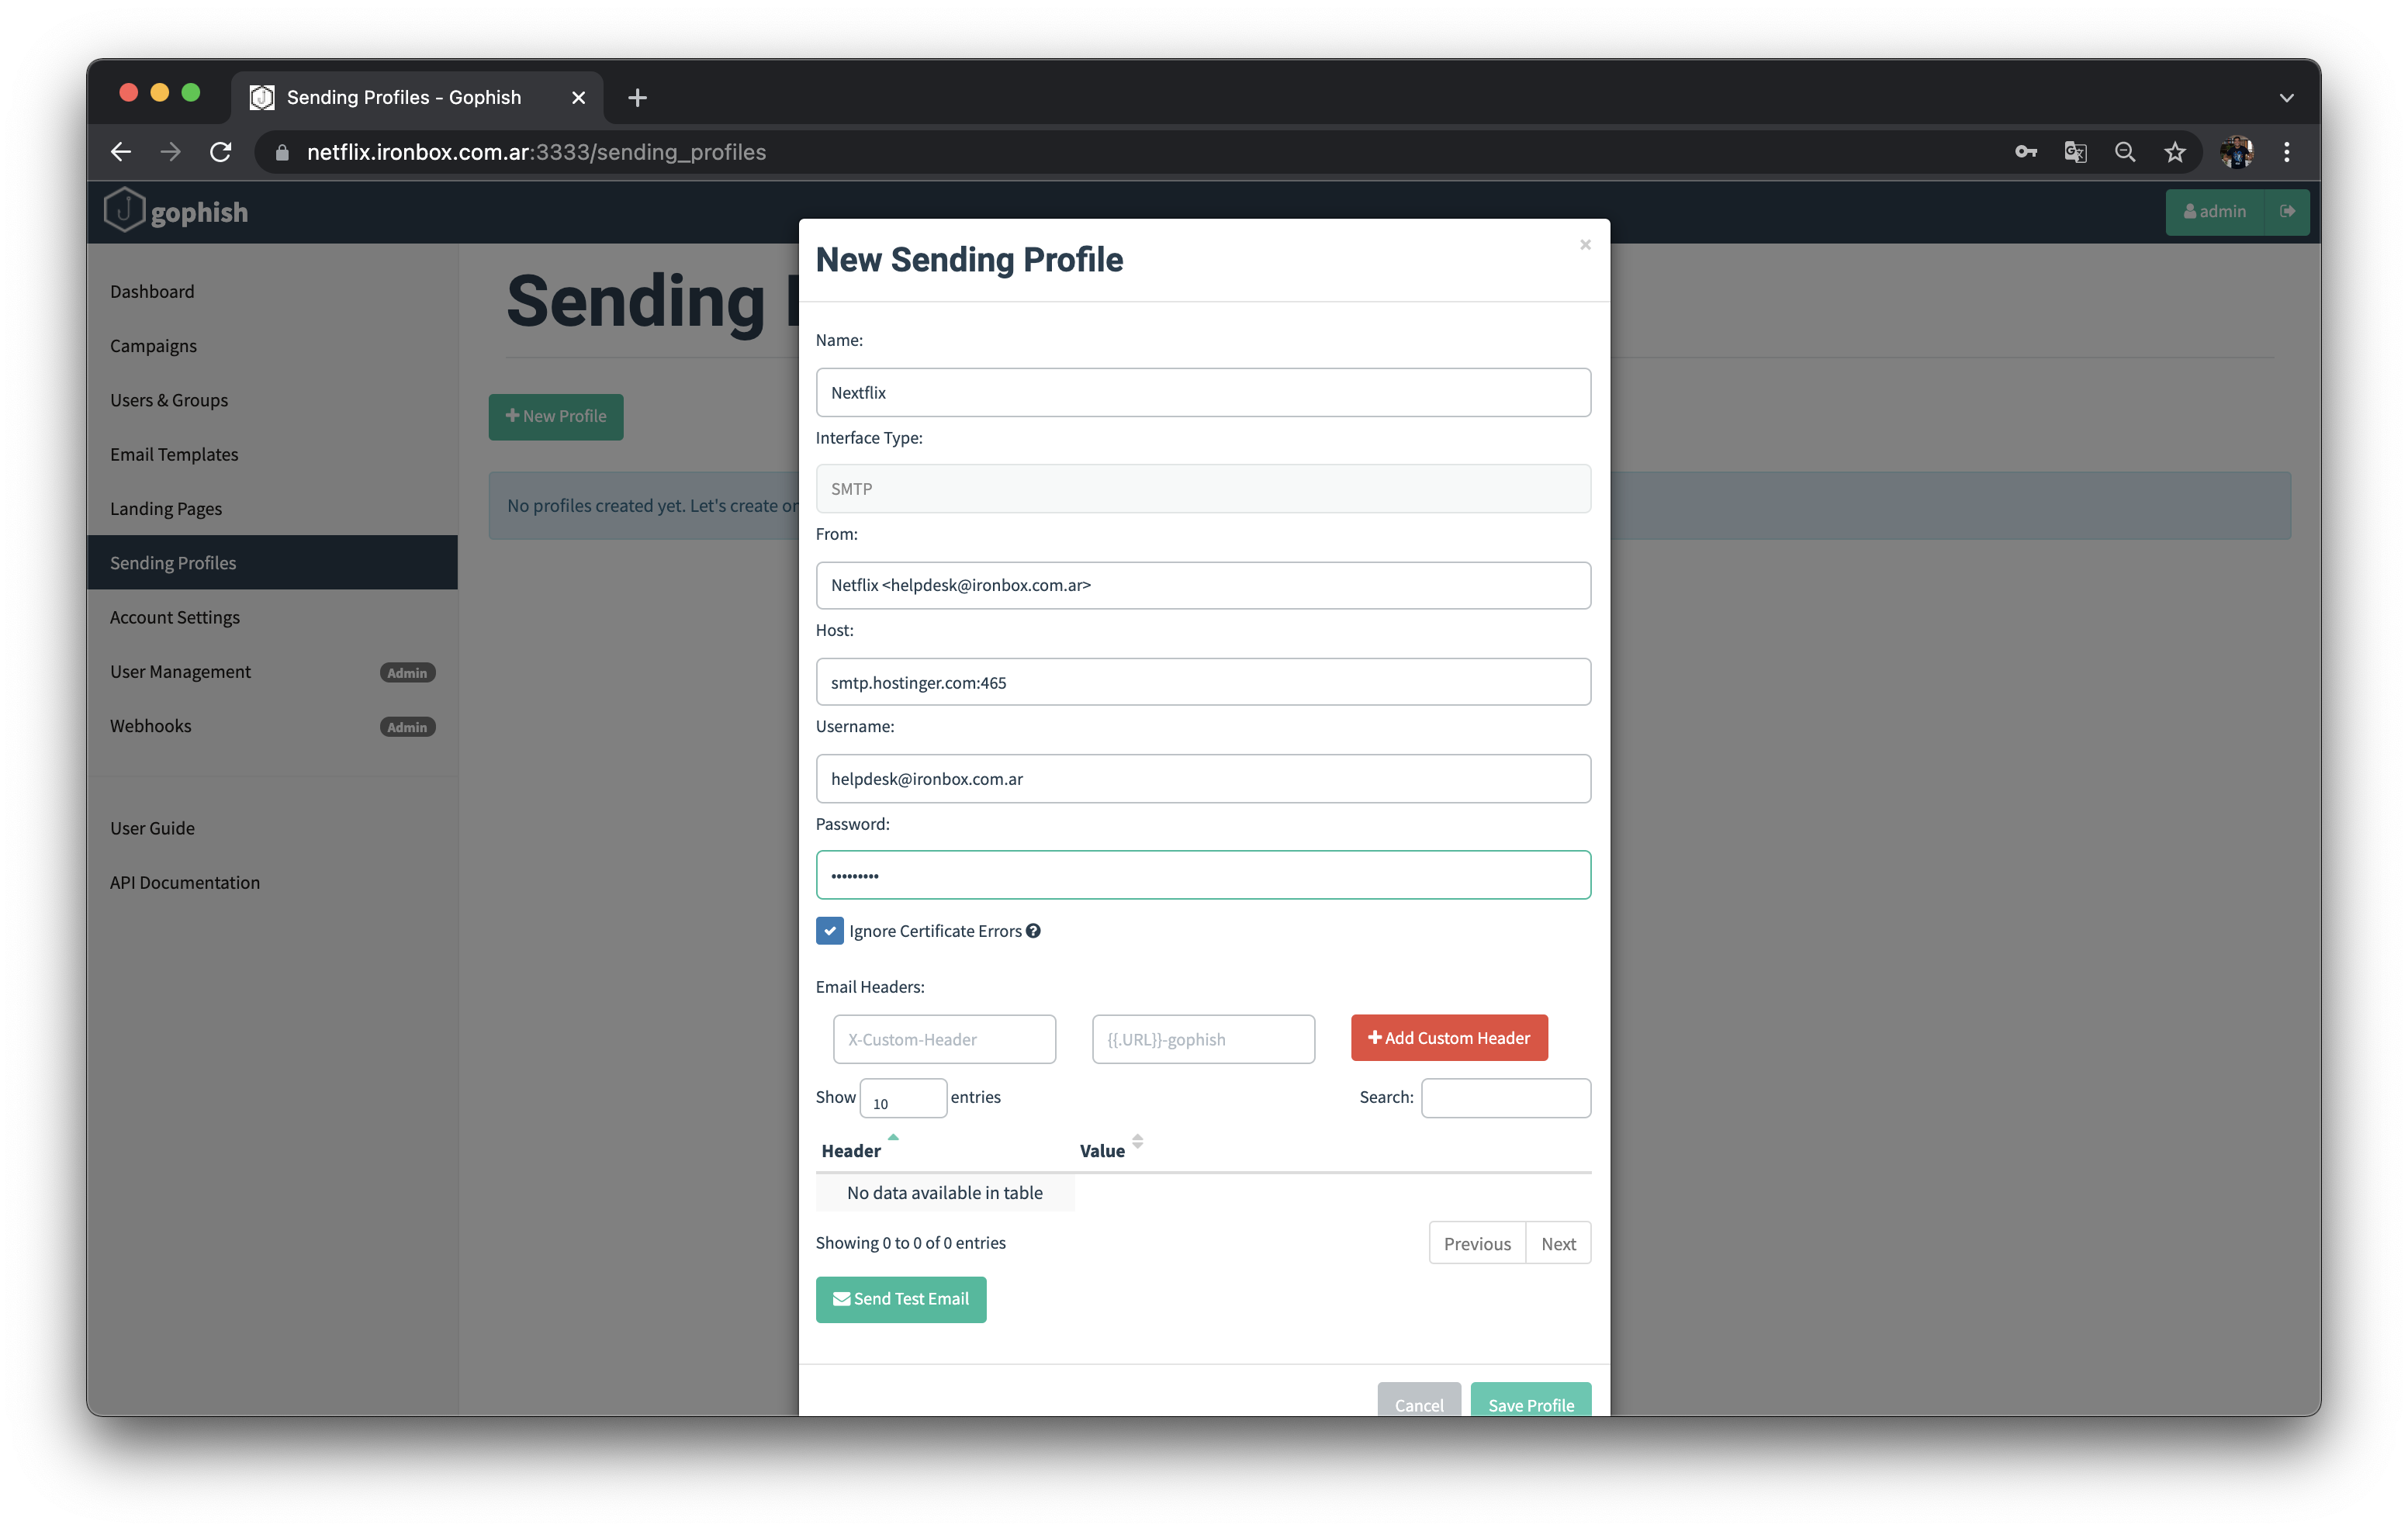 Sending Profiles - Gophish
netflix.ironbox.com.ar:3333/sending_profiles
gophish
admin
Dashboard
Campaigns
Users & Groups
Email Templates
Landing Pages
Sending Profiles
Account Settings
User Management Admin
Webhooks Admin
User Guide
API Documentation
Sending
New Profile
No profiles created yet. Let's create
New Sending Profile
×
Name:
Nextflix
Interface Type:
SMTP
From:
Netflix <helpdesk@ironbox.com.ar>
Host:
smtp.hostinger.com:465
Username:
helpdesk@ironbox.com.ar
Password:
•••••••••
Ignore Certificate Errors
Email Headers:
X-Custom-Header {{.URL}}-gophish Add Custom Header
Show 10 entries Search:
Header Value
No data available in table
Showing 0 to 0 of 0 entries
Previous Next
Send Test Email
Cancel Save Profile